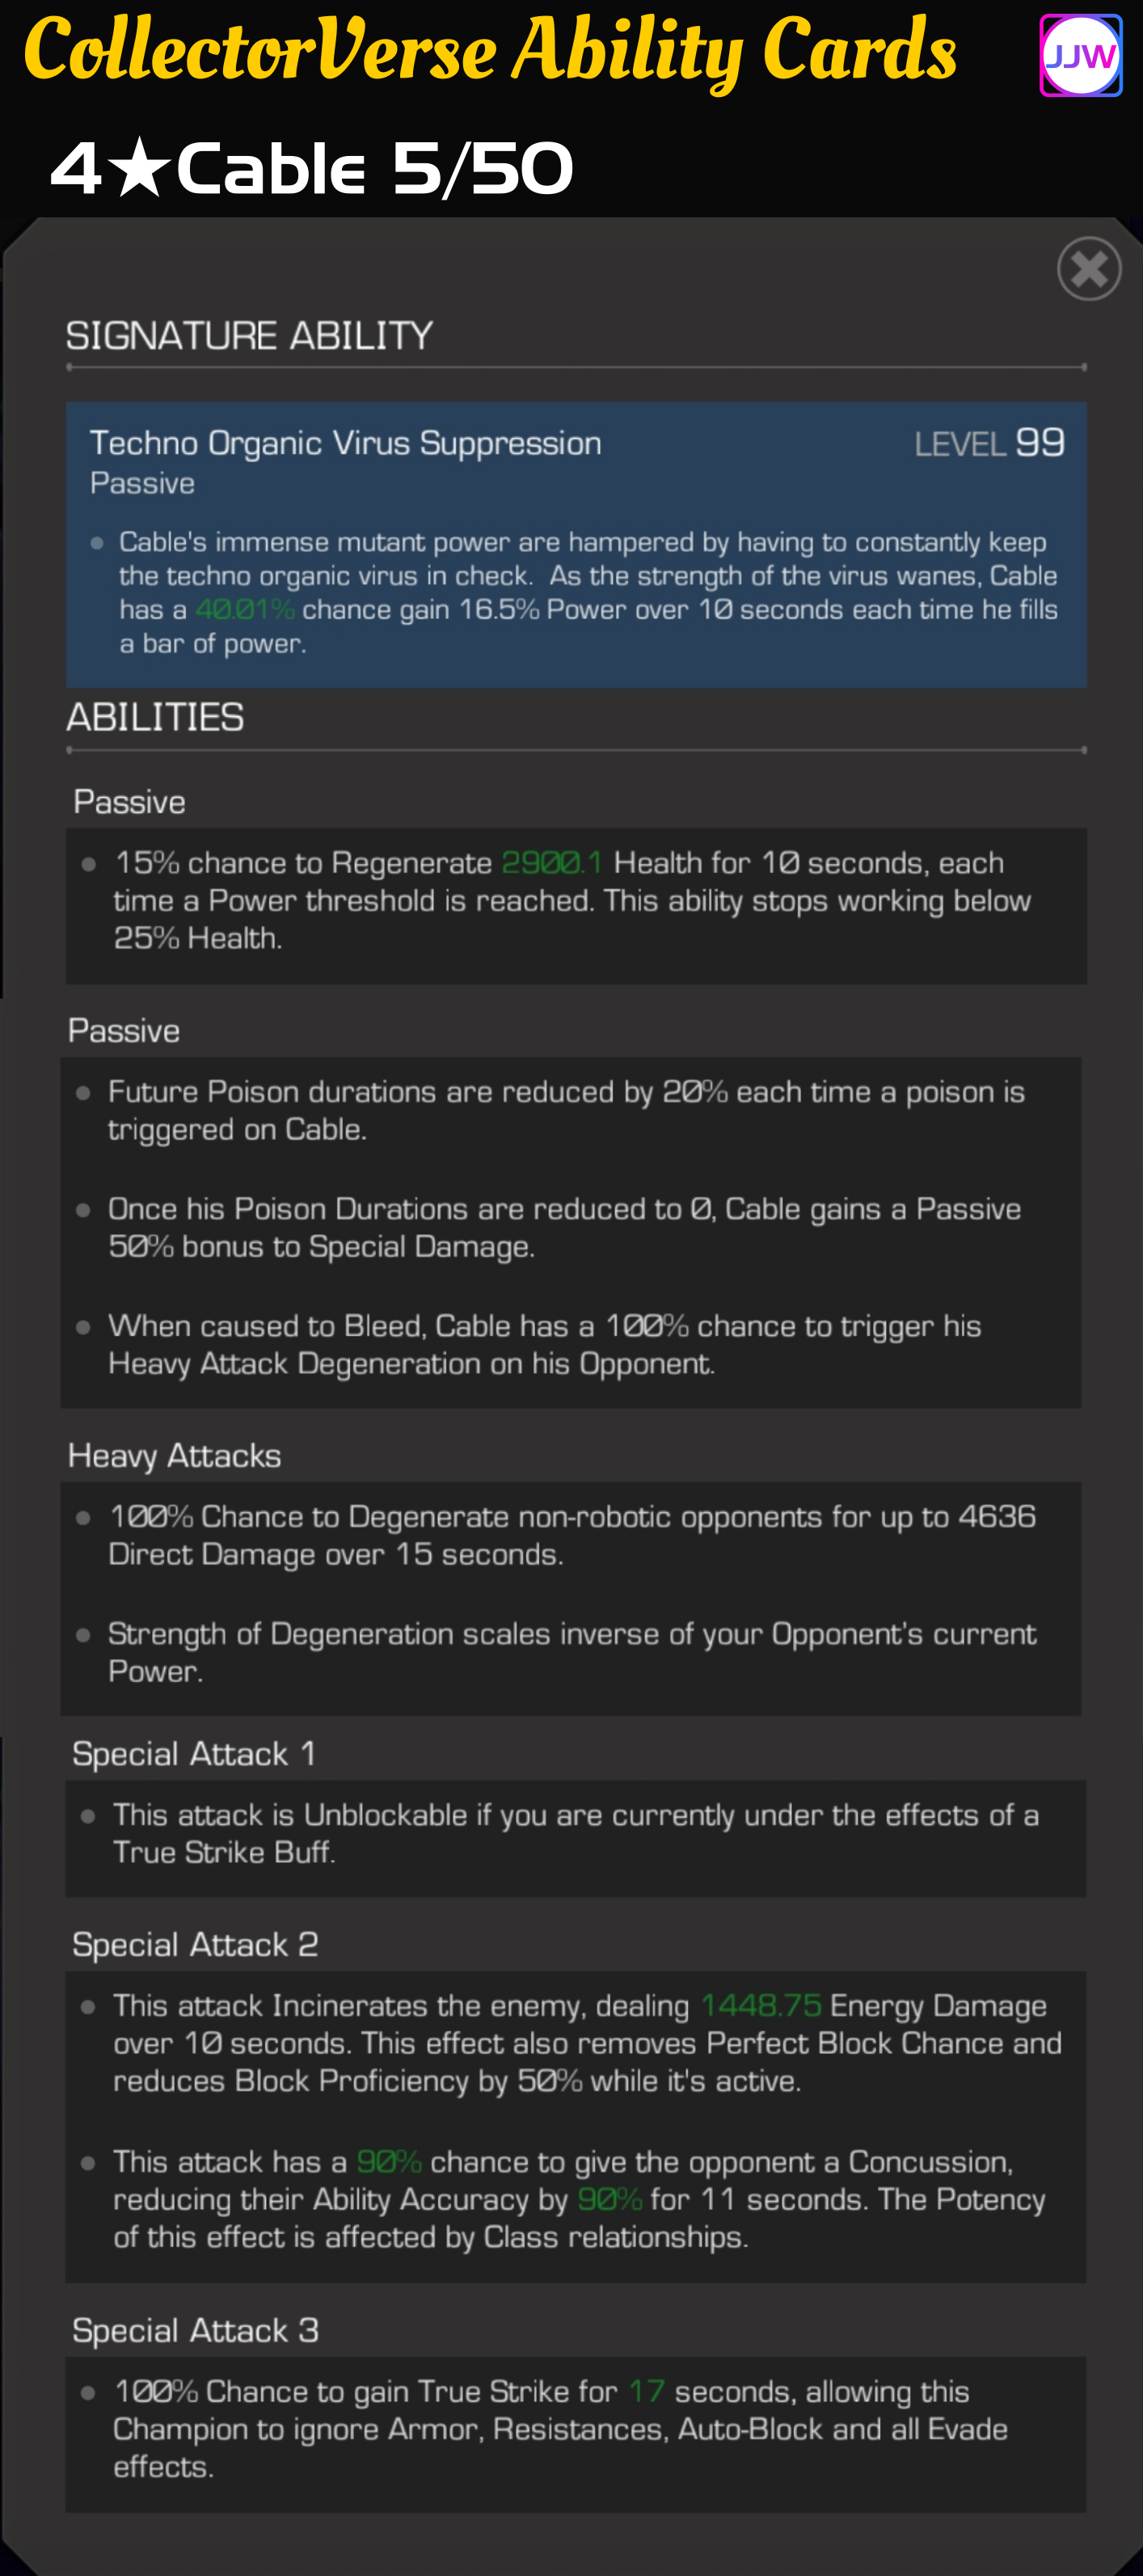 CollectorVerse Ability Cards
JJW
4★Cable 5/50
SIGNATURE ABILITY
Techno Organic Virus Suppression
LEVEL 99
Passive
Cable's immense mutant power are hampered by having to constantly keep
the techno organic virus in check.  As the strength of the virus wanes, Cable
has a 40.01% chance gain 16.5% Power over 10 seconds each time he fills
a bar of power.
ABILITIES
Passive
15% chance to Regenerate 2900.1 Health for 10 seconds, each
time a Power threshold is reached. This ability stops working below
25% Health.
Passive
Future Poison durations are reduced by 20% each time a poison is
triggered on Cable.
Once his Poison Durations are reduced to 0, Cable gains a Passive
50% bonus to Special Damage.
When caused to Bleed, Cable has a 100% chance to trigger his
Heavy Attack Degeneration on his Opponent.
Heavy Attacks
100% Chance to Degenerate non-robotic opponents for up to 4636
Direct Damage over 15 seconds.
Strength of Degeneration scales inverse of your Opponent's current
Power.
Special Attack 1
This attack is Unblockable if you are currently under the effects of a
True Strike Buff.
Special Attack 2
This attack Incinerates the enemy, dealing 1448.75 Energy Damage
over 10 seconds. This effect also removes Perfect Block Chance and
reduces Block Proficiency by 50% while it's active.
This attack has a 90% chance to give the opponent a Concussion,
reducing their Ability Accuracy by 90% for 11 seconds. The Potency
of this effect is affected by Class relationships.
Special Attack 3
100% Chance to gain True Strike for 17 seconds, allowing this
Champion to ignore Armor, Resistances, Auto-Block and all Evade
effects.